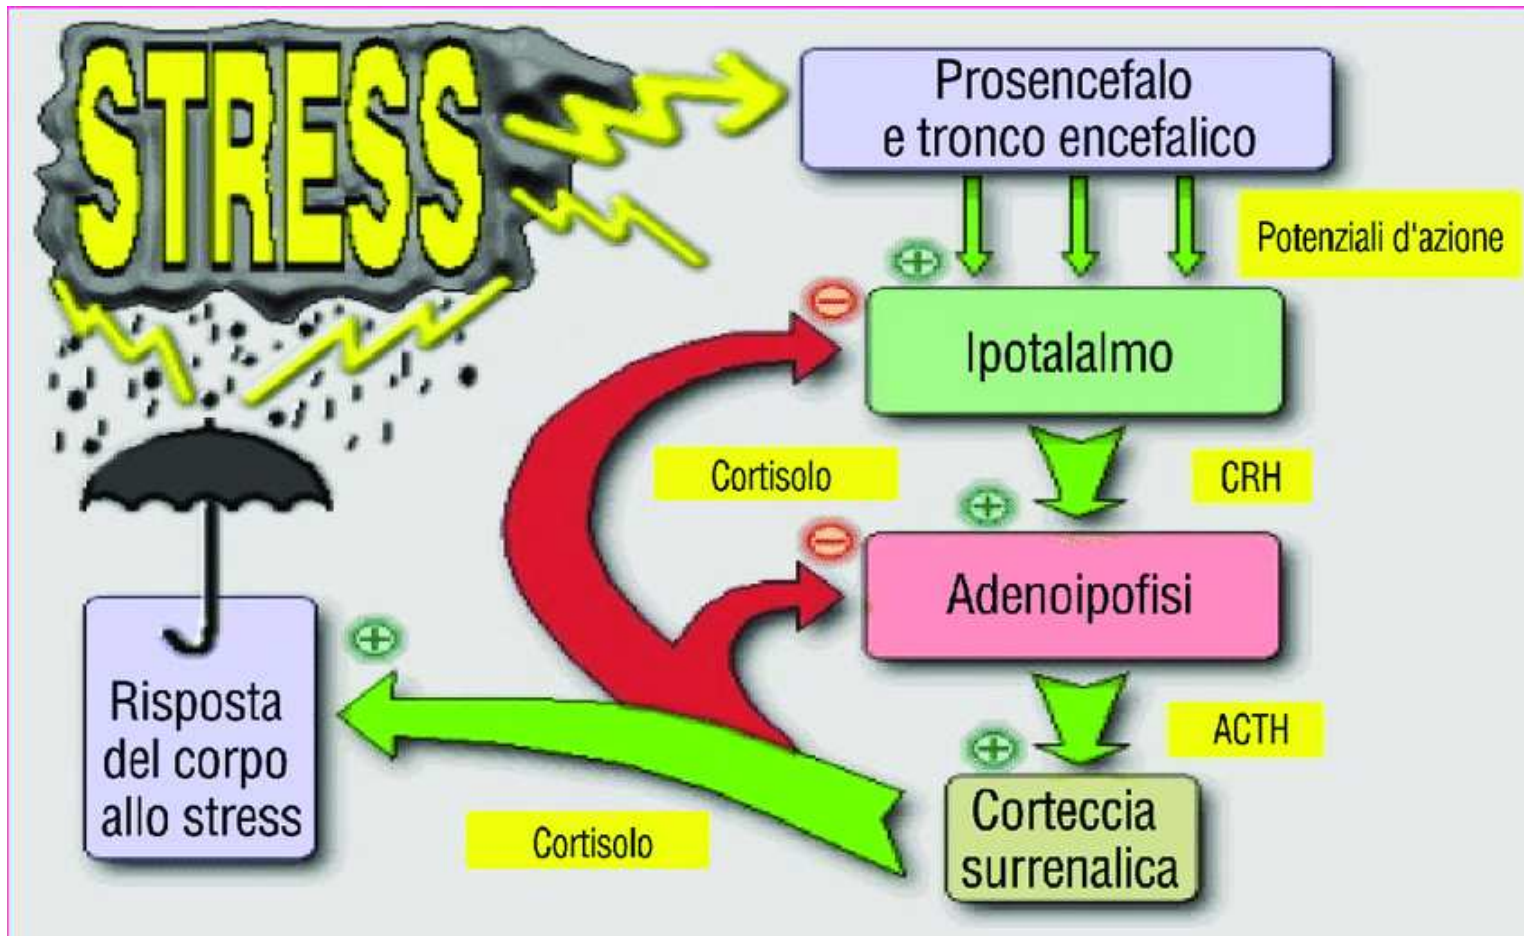 STRESS
Prosencefalo
e tronco encefalico
Potenziali d'azione
Ipotalalmo
Cortisolo
CRH
Adenoipofisi
ACTH
Risposta
del corpo
allo stress
Cortisolo
Corteccia
surrenalica